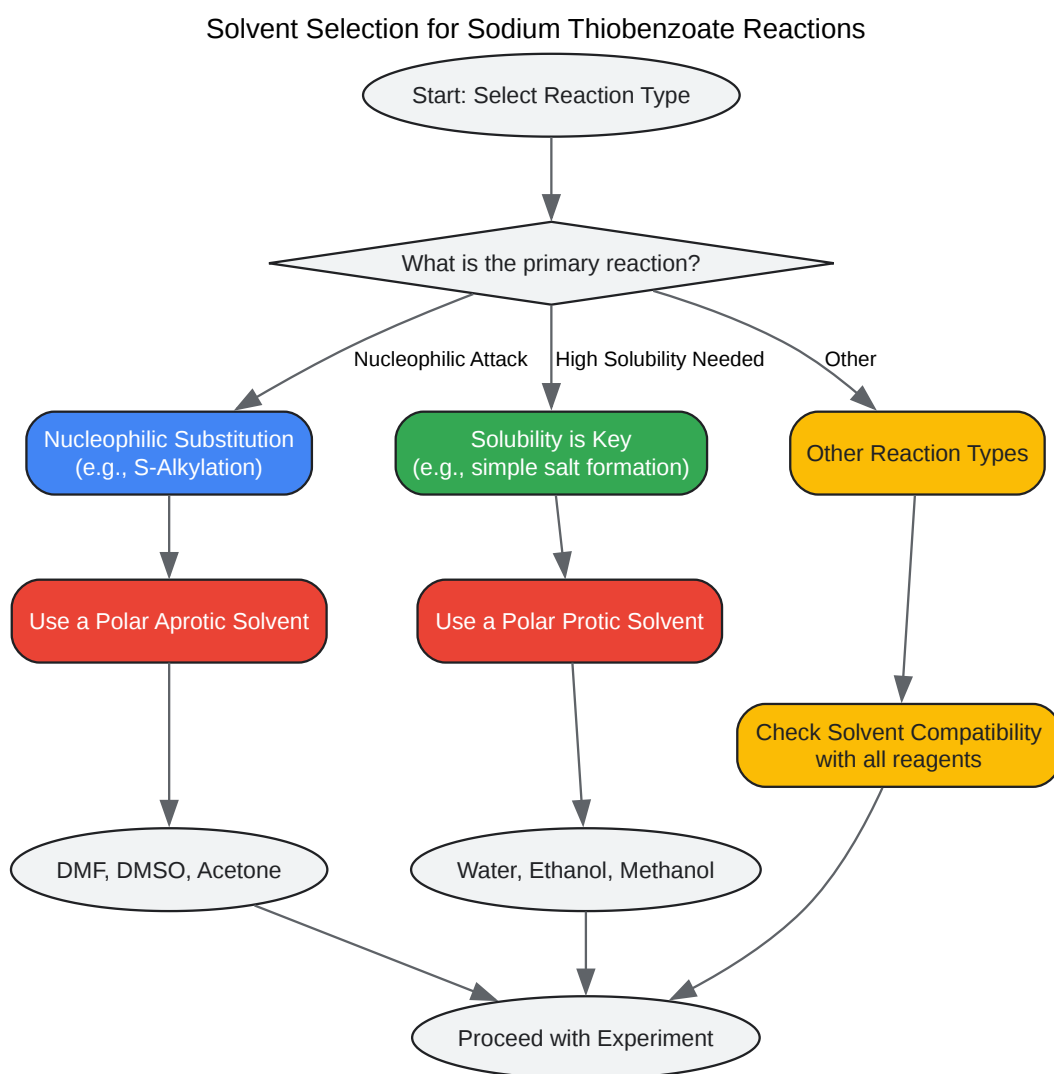 Solvent Selection for Sodium Thiobenzoate Reactions
Start: Select Reaction Type
What is the primary reaction?
Nucleophilic Attack
High Solubility Needed
Other
Nucleophilic Substitution
(e.g., S-Alkylation)
Solubility is Key
(e.g., simple salt formation)
Other Reaction Types
Use a Polar Aprotic Solvent
Use a Polar Protic Solvent
Check Solvent Compatibility
with all reagents
DMF, DMSO, Acetone
Water, Ethanol, Methanol
Proceed with Experiment